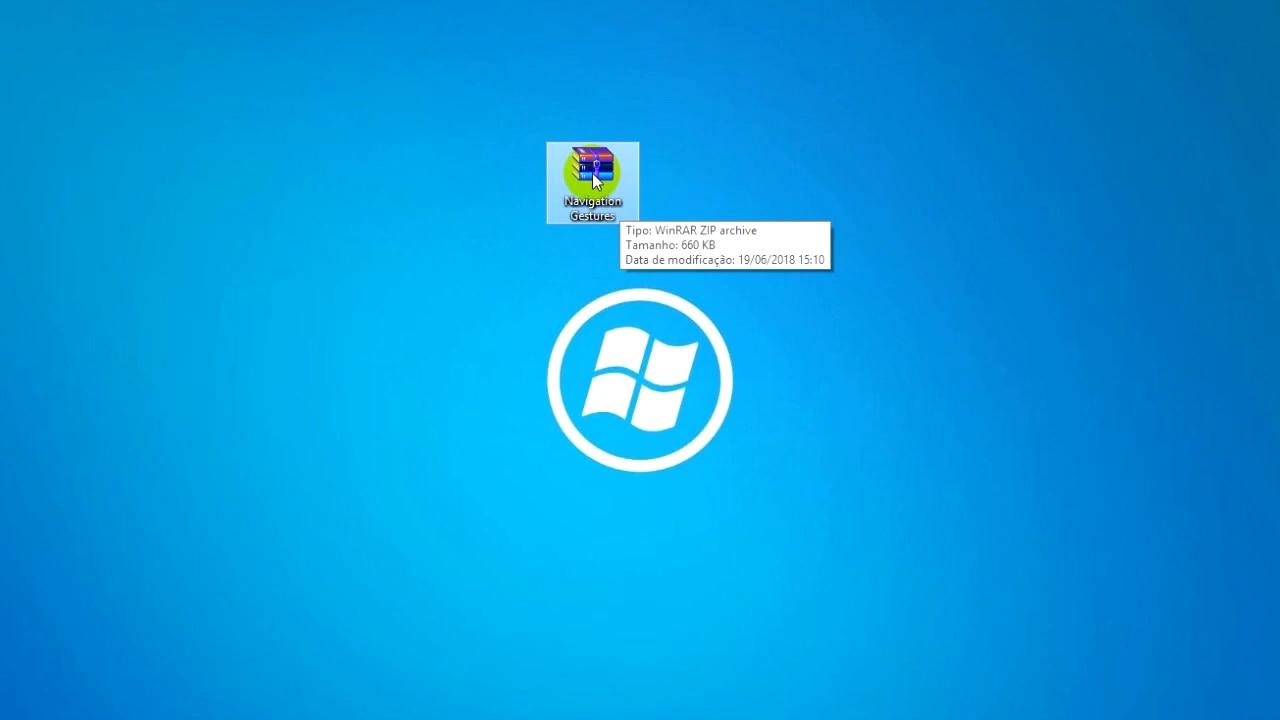 Navigation
Gestures
Tipo: WinRAR ZIP archive
Tamanho: 660 KB
Data de modificação: 19/06/2018 15:10